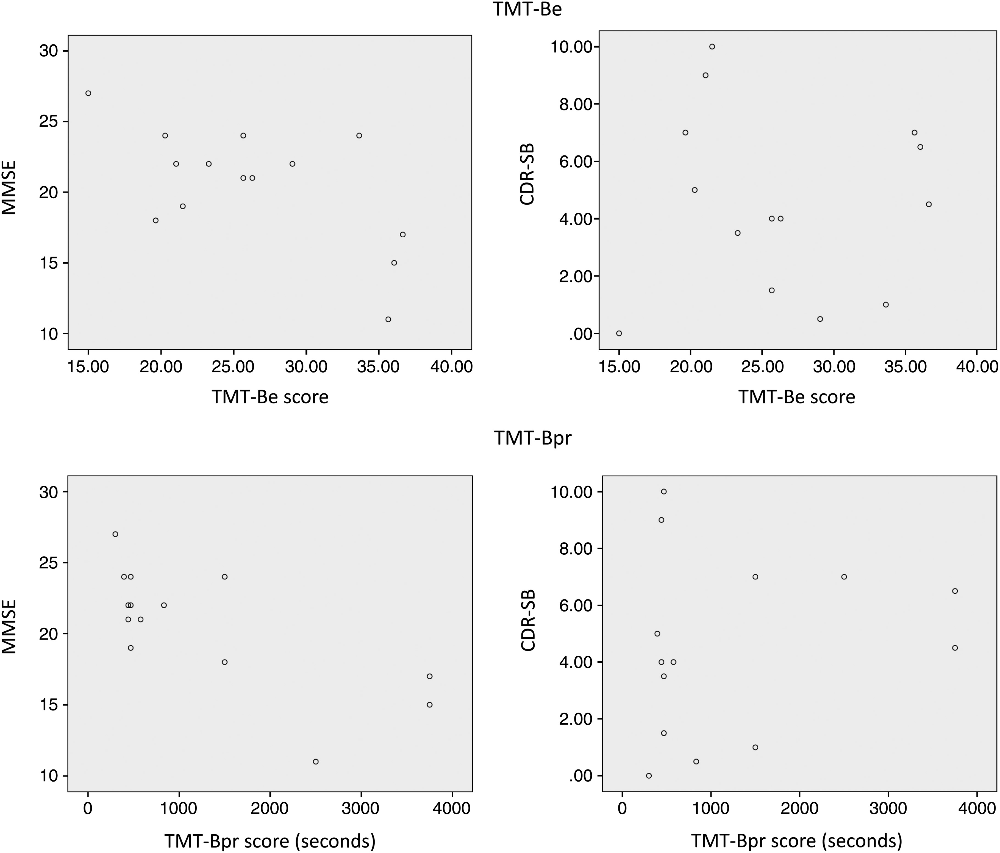 TMT-Be
30
25
20
15
10
MMSE
15.00 20.00 25.00 30.00 35.00 40.00
TMT-Be score
10.00
8.00
6.00
4.00
2.00
.00
CDR-SB
15.00 20.00 25.00 30.00 35.00 40.00
TMT-Be score
TMT-Bpr
30
25
20
15
10
MMSE
0 1000 2000 3000 4000
TMT-Bpr score (seconds)
10.00
8.00
6.00
4.00
2.00
.00
CDR-SB
0 1000 2000 3000 4000
TMT-Bpr score (seconds)